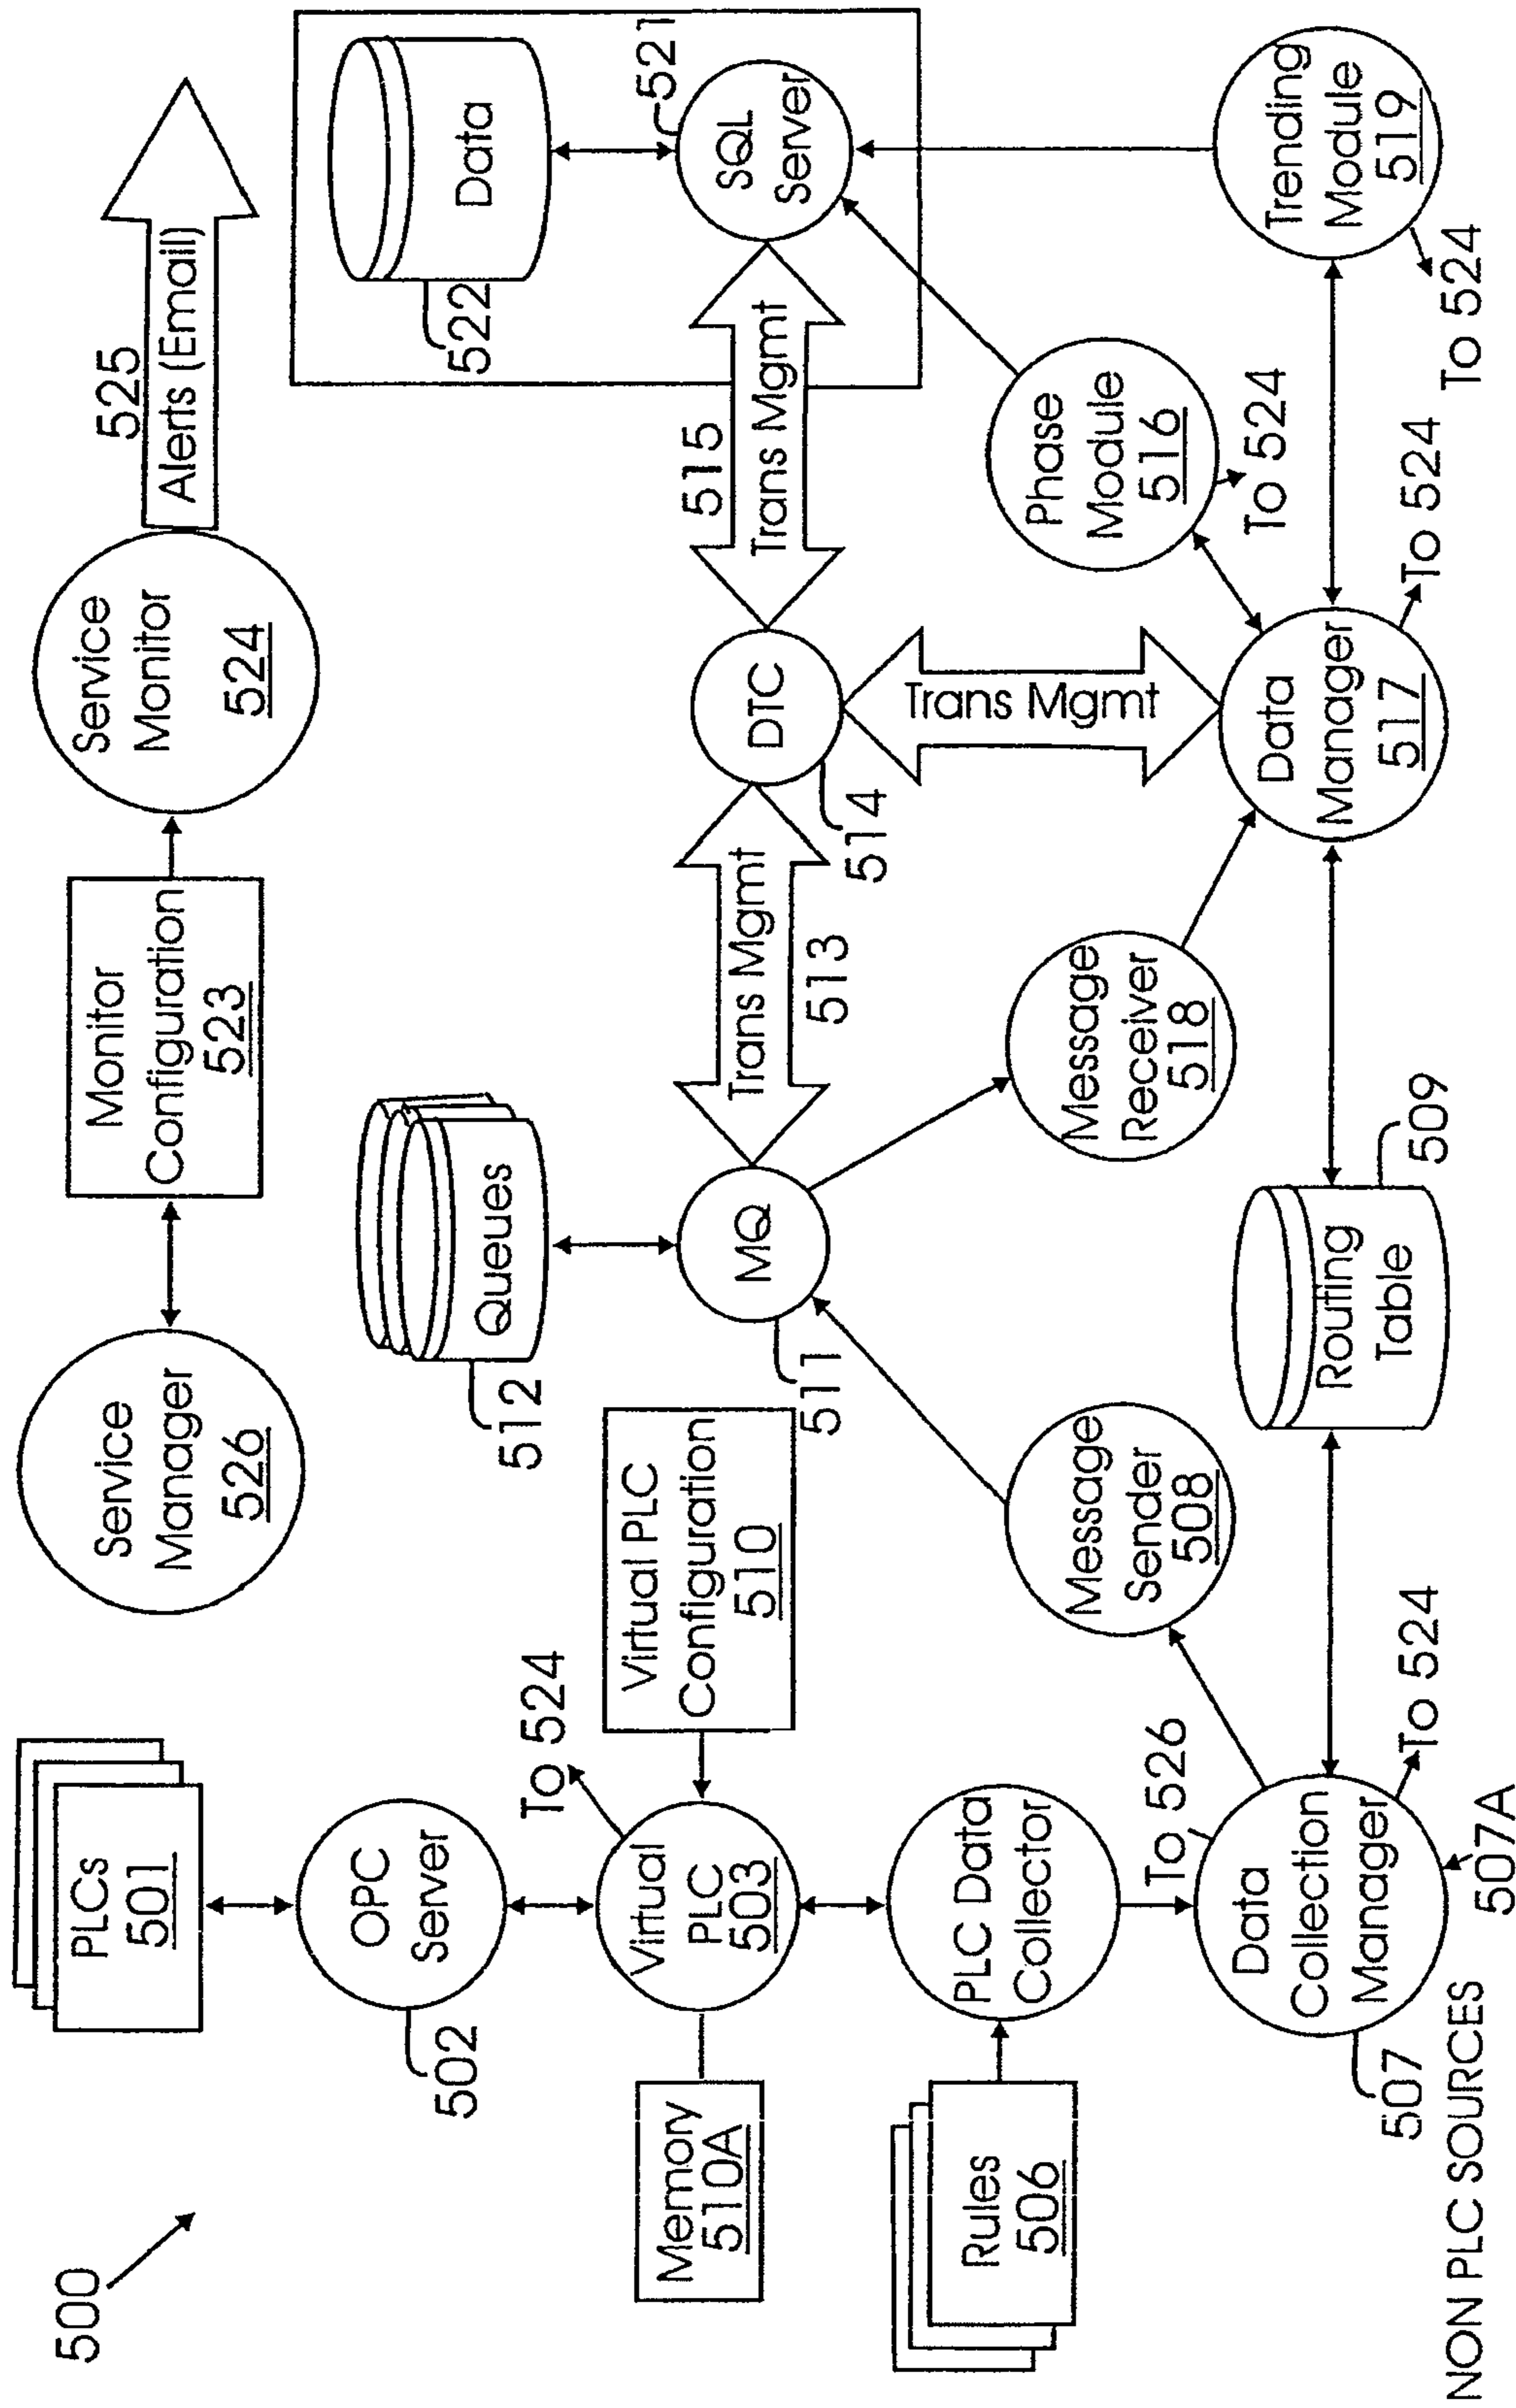 500
PLCs
501
OPC
Server
502
Virtual
PLC
503
To 524
Memory
510A
Virtual PLC
Configuration
510
Rules
506
PLC Data
Collector
To 526
Data
Collection
Manager
507
NON PLC SOURCES
507A
To 524
Service
Manager
526
Monitor
Configuration
523
Service
Monitor
524
525
Alerts (Email)
Queues
512
MQ
511
Message
Sender
508
Routing
Table
509
Message
Receiver
518
Trans Mgmt
513
DTC
514
Trans Mgmt
515
Trans Mgmt
Data
Manager
517
To 524
Phase
Module
516
To 524
Data
522
SQL
Server
521
Trending
Module
519
To 524